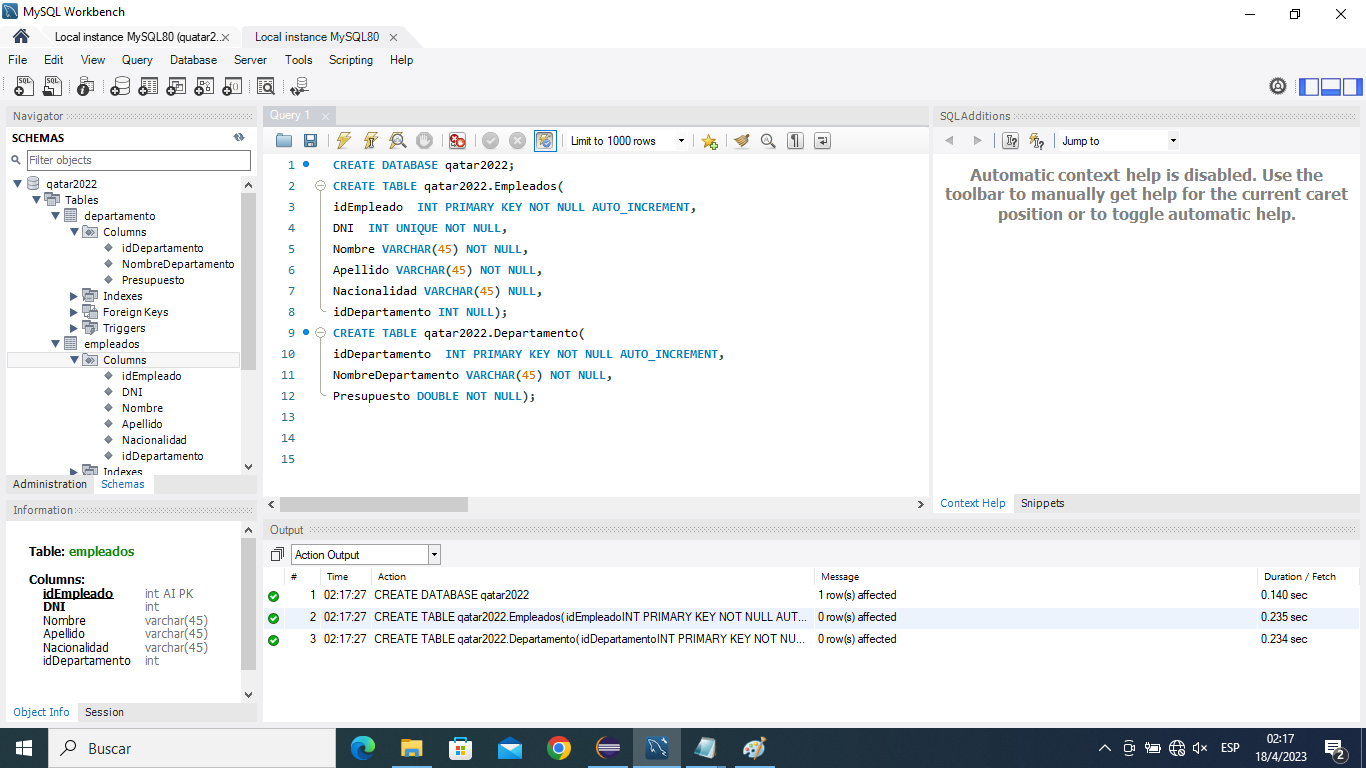 MySQL Workbench
Local instance MySQL80 (quatar2..
Local instance MySQL80
File Edit View Query Database Server Tools Scripting Help
Navigator
SCHEMAS
Filter objects
qatar2022
Tables
departamento
Columns
idDepartamento
NombreDepartamento
Presupuesto
Indexes
Foreign Keys
Triggers
empleados
Columns
idEmpleado
DNI
Nombre
Apellido
Nacionalidad
idDepartamento
Indexes
Administration Schemas
Information
Table: empleados
Columns:
idEmpleado int AI PK
DNI int
Nombre varchar(45)
Apellido varchar(45)
Nacionalidad varchar(45)
idDepartamento int
Object Info Session
Query 1
Limit to 1000 rows
1 CREATE DATABASE qatar2022;
2 CREATE TABLE qatar2022.Empleados(
3 idEmpleado  INT PRIMARY KEY NOT NULL AUTO_INCREMENT,
4 DNI  INT UNIQUE NOT NULL,
5 Nombre VARCHAR(45) NOT NULL,
6 Apellido VARCHAR(45) NOT NULL,
7 Nacionalidad VARCHAR(45) NULL,
8 idDepartamento INT NULL);
9 CREATE TABLE qatar2022.Departamento(
10 idDepartamento  INT PRIMARY KEY NOT NULL AUTO_INCREMENT,
11 NombreDepartamento VARCHAR(45) NOT NULL,
12 Presupuesto DOUBLE NOT NULL);
13
14
15
SQLAdditions
Jump to
Automatic context help is disabled. Use the
toolbar to manually get help for the current caret
position or to toggle automatic help.
Context Help Snippets
Output
Action Output
# Time Action Message Duration / Fetch
1 02:17:27 CREATE DATABASE qatar2022 1 row(s) affected 0.140 sec
2 02:17:27 CREATE TABLE qatar2022.Empleados( idEmpleadoINT PRIMARY KEY NOT NULL AUT... 0 row(s) affected 0.235 sec
3 02:17:27 CREATE TABLE qatar2022.Departamento( idDepartamentoINT PRIMARY KEY NOT NU... 0 row(s) affected 0.234 sec
Buscar
ESP
02:17
18/4/2023
2